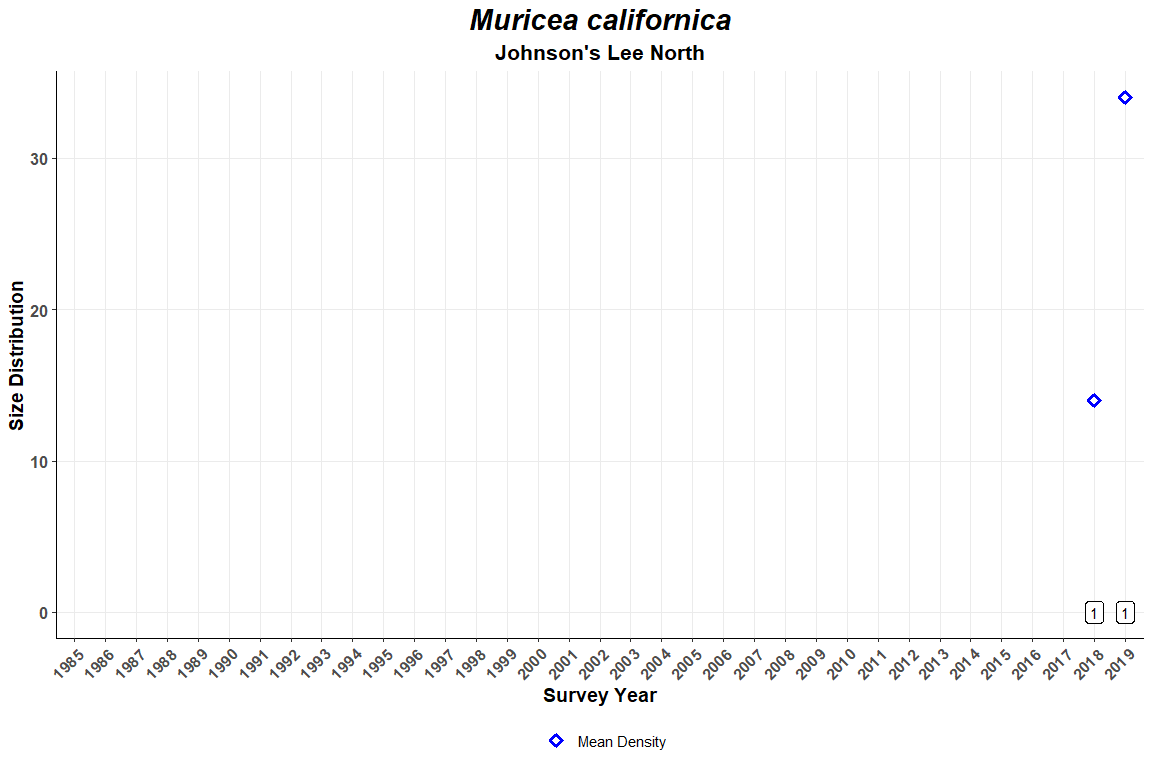 Muricea californica
Johnson's Lee North
Size Distribution
30
20
10
0
1 1
1985 1986 1987 1988 1989 1990 1991 1992 1993 1994 1995 1996 1997 1998 1999 2000 2001 2002 2003 2004 2005 2006 2007 2008 2009 2010 2011 2012 2013 2014 2015 2016 2017 2018 2019
Survey Year
Mean Density